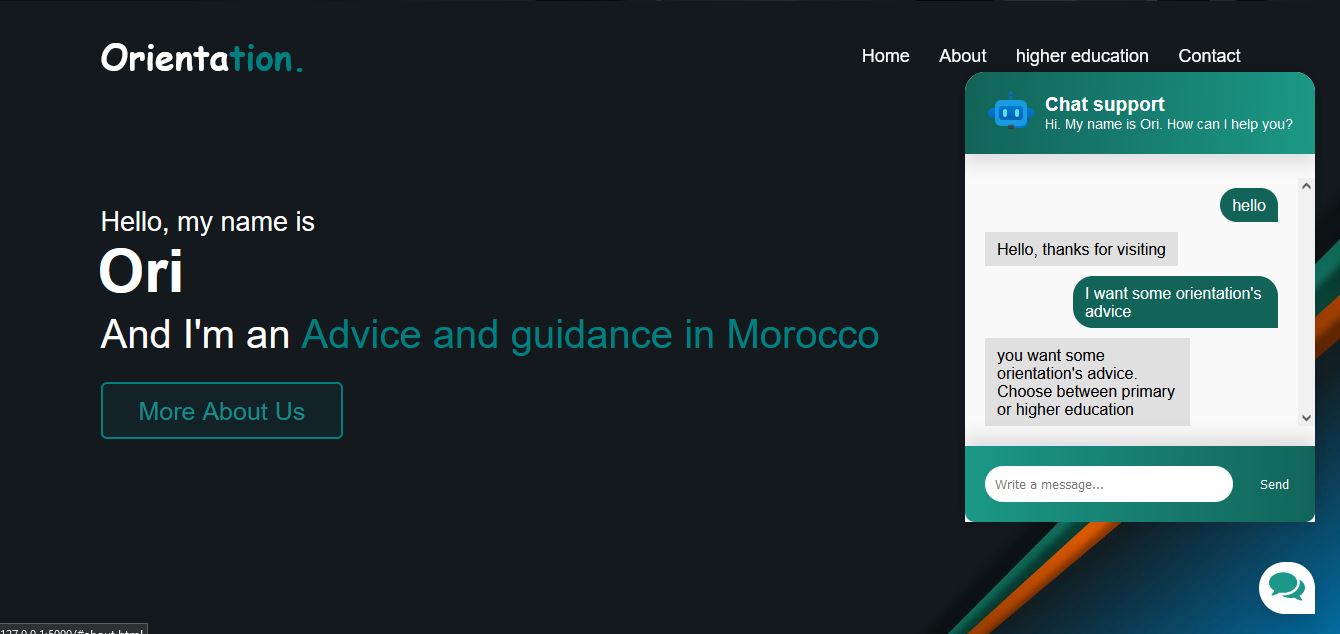 Orientation.
Home About higher education Contact
Chat support
Hi. My name is Ori. How can I help you?
hello
Hello, thanks for visiting
I want some orientation's
advice
you want some
orientation's advice.
Choose between primary
or higher education
Write a message...
Send
Hello, my name is
Ori
And I'm an Advice and guidance in Morocco
More About Us
127.0.0.1:5000/#about.html